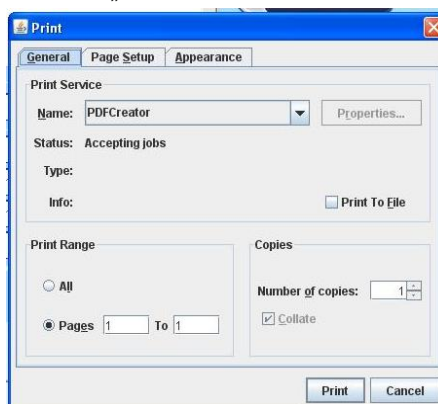 Print
General Page Setup Appearance
Print Service
Name: PDFCreator Properties...
Status: Accepting jobs
Type:
Info: Print To File
Print Range Copies
All
Number of copies: 1
Pages 1 To 1
Collate
Print Cancel